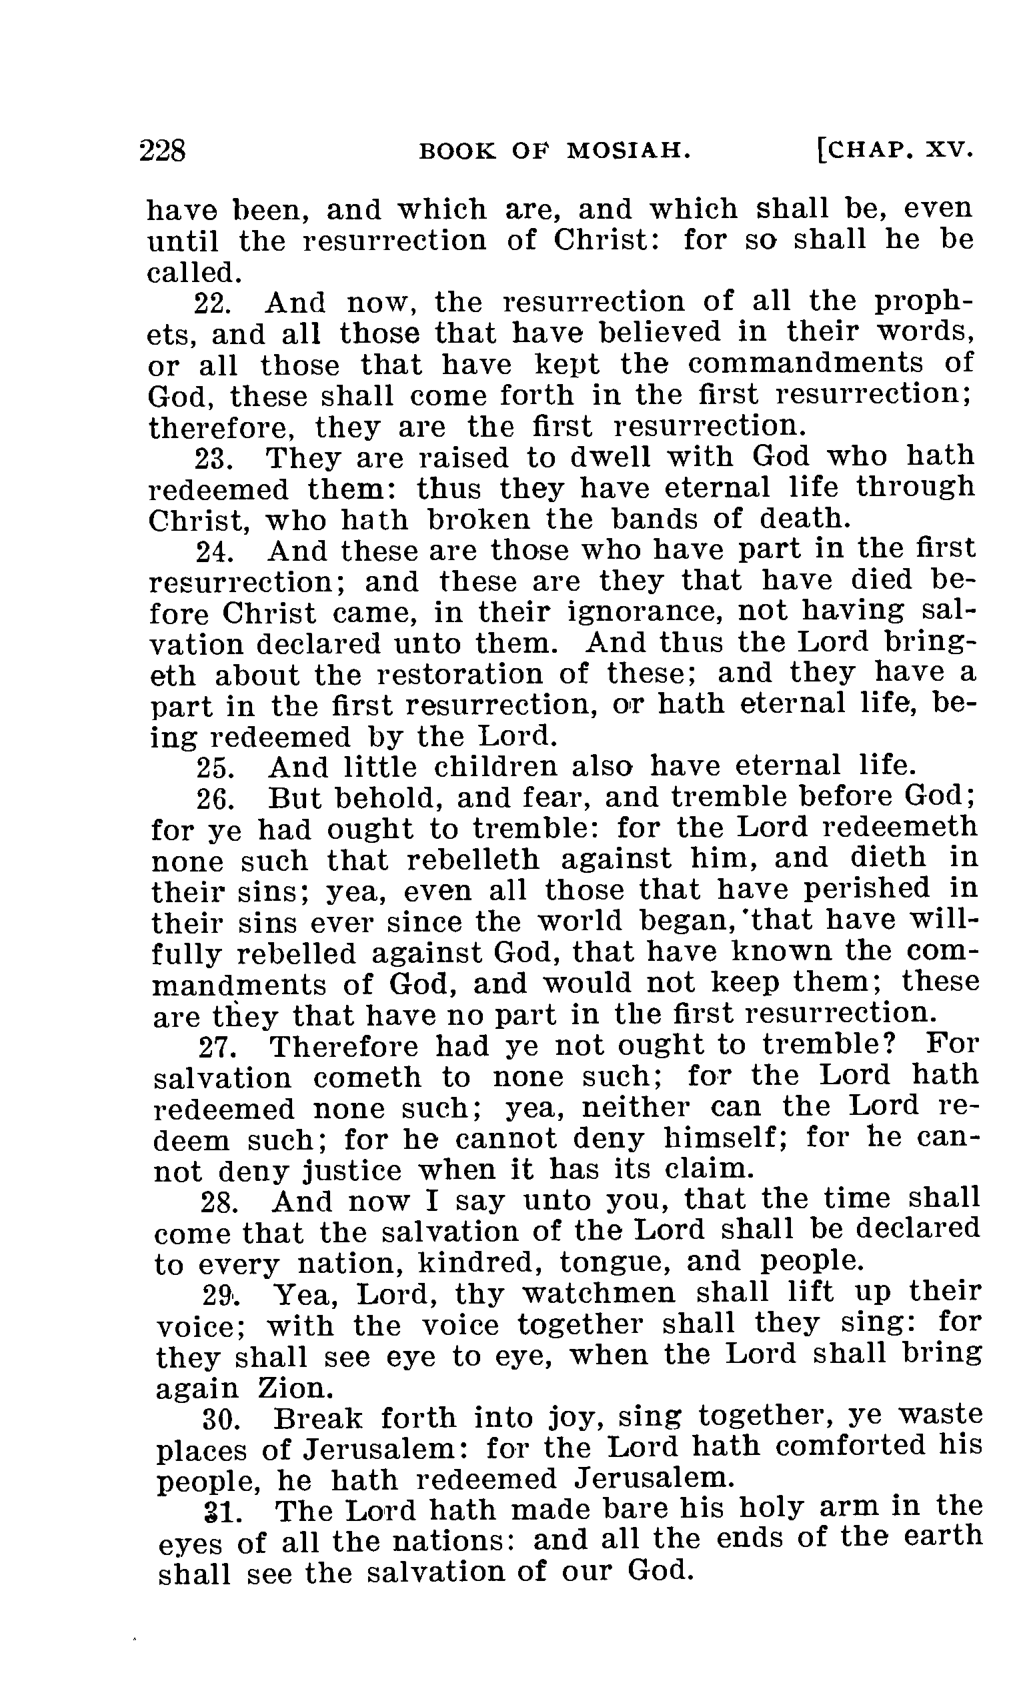 228 BOOK OF MOSIAH. [CHAP. XV.
have been, and which are, and which shall be, even
until the resurrection of Christ: for so shall he be
called.
22. And now, the resurrection of all the proph-
ets, and all those that have believed in their words,
or all those that have kept the commandments of
God, these shall come forth in the first resurrection;
therefore, they are the first resurrection.
23. They are raised to dwell with God who hath
redeemed them: thus they have eternal life through
Christ, who hath broken the bands of death.
24. And these are those who have part in the first
resurrection; and these are they that have died be-
fore Christ came, in their ignorance, not having sal-
vation declared unto them. And thus the Lord bring-
eth about the restoration of these; and they have a
part in the first resurrection, or hath eternal life, be-
ing redeemed by the Lord.
25. And little children also have eternal life.
26. But behold, and fear, and tremble before God;
for ye had ought to tremble: for the Lord redeemeth
none such that rebelleth against him, and dieth in
their sins; yea, even all those that have perished in
their sins ever since the world began, that have will-
fully rebelled against God, that have known the com-
mandments of God, and would not keep them; these
are they that have no part in the first resurrection.
27. Therefore had ye not ought to tremble? For
salvation cometh to none such; for the Lord hath
redeemed none such; yea, neither can the Lord re-
deem such; for he cannot deny himself; for he can-
not deny justice when it has its claim.
28. And now I say unto you, that the time shall
come that the salvation of the Lord shall be declared
to every nation, kindred, tongue, and people.
29. Yea, Lord, thy watchmen shall lift up their
voice; with the voice together shall they sing: for
they shall see eye to eye, when the Lord shall bring
again Zion.
30. Break forth into joy, sing together, ye waste
places of Jerusalem: for the Lord hath comforted his
people, he hath redeemed Jerusalem.
31. The Lord hath made bare his holy arm in the
eyes of all the nations: and all the ends of the earth
shall see the salvation of our God.